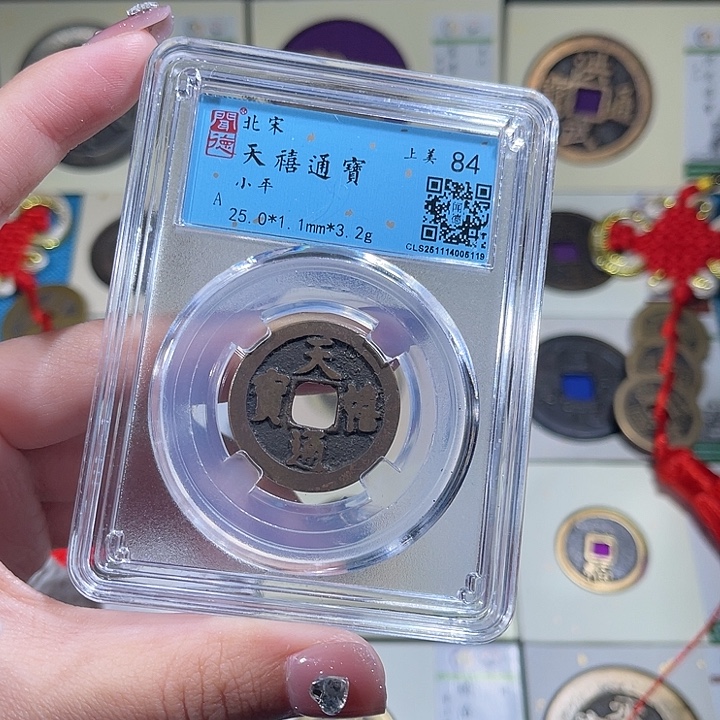 聞德
北宋
天禧通寶
上美 84
小平
A
25.0*1.1mm*3.2g
CLS251114005119
天
寶 禧
通